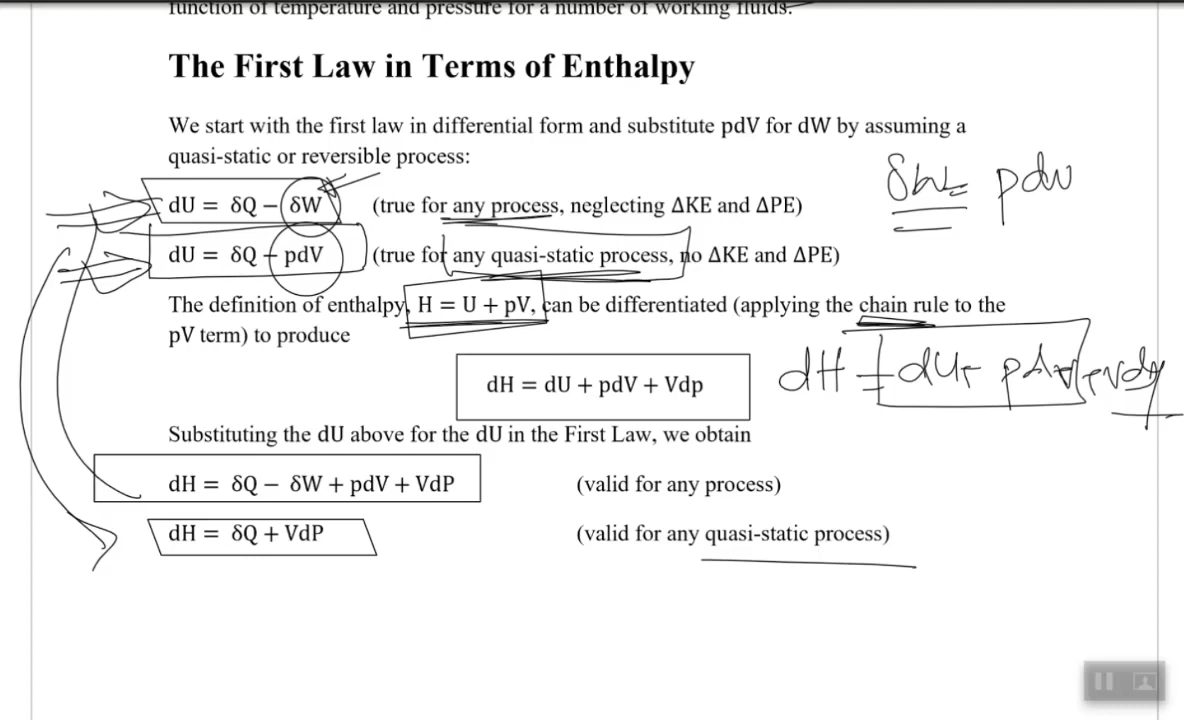 function of temperature and pressure for a number of working fluids.
The First Law in Terms of Enthalpy
We start with the first law in differential form and substitute pdV for dW by assuming a
quasi-static or reversible process:
δW = pdv
dU = δQ − δW (true for any process, neglecting ΔKE and ΔPE)
dU = δQ − pdV (true for any quasi-static process, no ΔKE and ΔPE)
The definition of enthalpy, H = U + pV, can be differentiated (applying the chain rule to the
pV term) to produce
dH = dU + pdV + Vdp
dH = dU + pdV + Vdp
Substituting the dU above for the dU in the First Law, we obtain
dH = δQ − δW + pdV + VdP (valid for any process)
dH = δQ + VdP (valid for any quasi-static process)